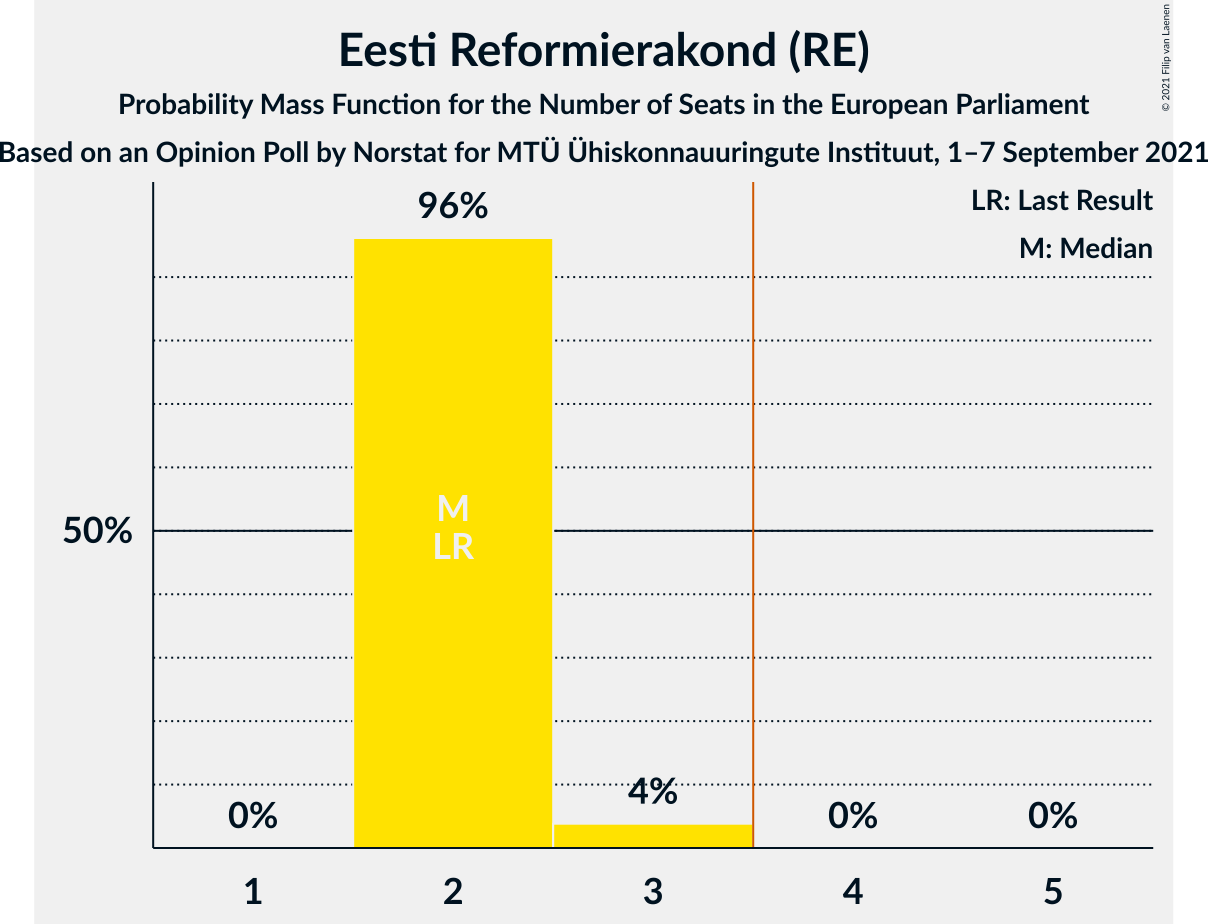 Eesti Reformierakond (RE)
Probability Mass Function for the Number of Seats in the European Parliament
Based on an Opinion Poll by Norstat for MTÜ Ühiskonnauuringute Instituut, 1–7 September 2021
© 2021 Filip van Laenen
LR: Last Result
M: Median
96%
50%
M
LR
0%
4%
0%
0%
1
2
3
4
5